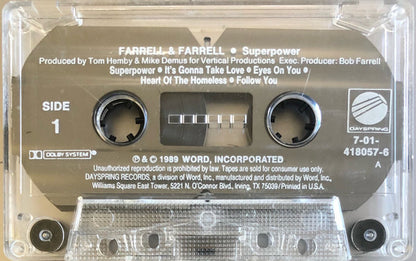 FARRELL & FARRELL • Superpower
Produced by Tom Hemby & Mike Demus for Vertical Productions Exec. Producer: Bob Farrell
Superpower • It's Gonna Take Love • Eyes On You •
Heart Of The Homeless • Follow You
SIDE
1
DOLBY SYSTEM
DAYSPRING
7-01-
418057-6
A
℗ & © 1989 WORD, INCORPORATED
Unauthorized reproduction is prohibited by law. Tapes are sold for consumer use only.
DAYSPRING RECORDS, a division of Word, Inc., manufactured and distributed by Word, Inc.,
Williams Square East Tower, 5221 N. O'Connor Blvd., Irving, TX 75039/Printed in U.S.A.